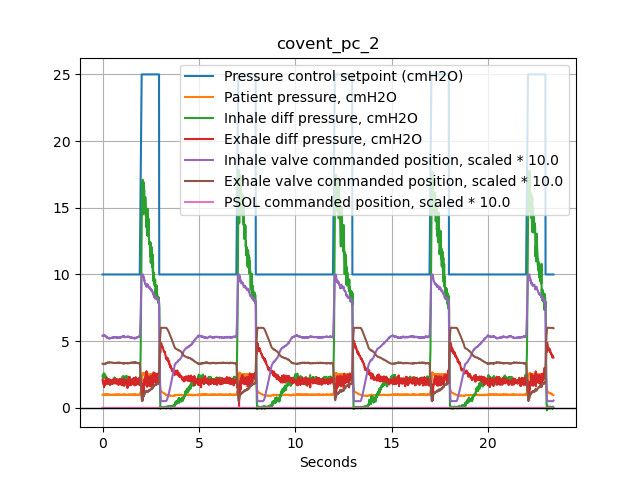 covent_pc_2
25
20
15
10
5
0
Pressure control setpoint (cmH2O)
Patient pressure, cmH2O
Inhale diff pressure, cmH2O
Exhale diff pressure, cmH2O
Inhale valve commanded position, scaled * 10.0
Exhale valve commanded position, scaled * 10.0
PSOL commanded position, scaled * 10.0
0 5 10 15 20
Seconds